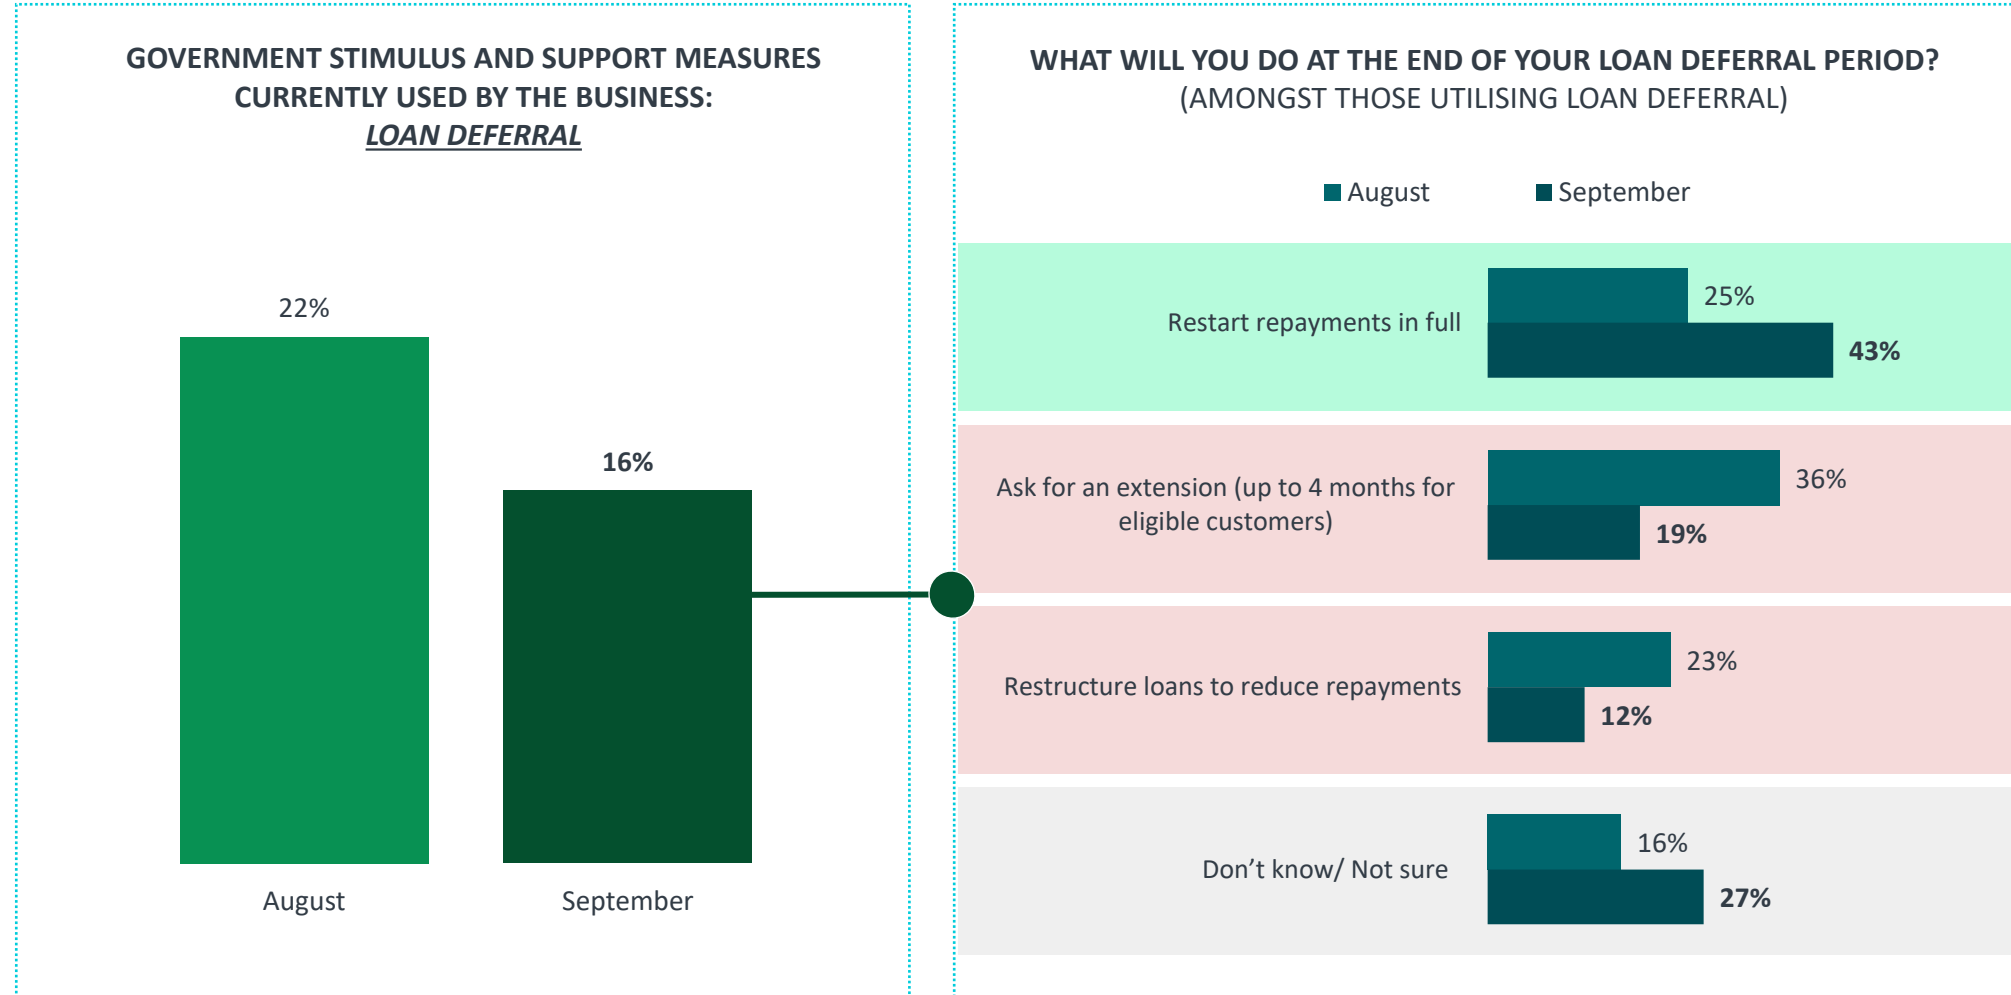 GOVERNMENT STIMULUS AND SUPPORT MEASURES
CURRENTLY USED BY THE BUSINESS:
LOAN DEFERRAL
22%
16%
August
September
WHAT WILL YOU DO AT THE END OF YOUR LOAN DEFERRAL PERIOD?
(AMONGST THOSE UTILISING LOAN DEFERRAL)
August
September
Restart repayments in full
25%
43%
Ask for an extension (up to 4 months for
eligible customers)
36%
19%
Restructure loans to reduce repayments
23%
12%
Don’t know/ Not sure
16%
27%